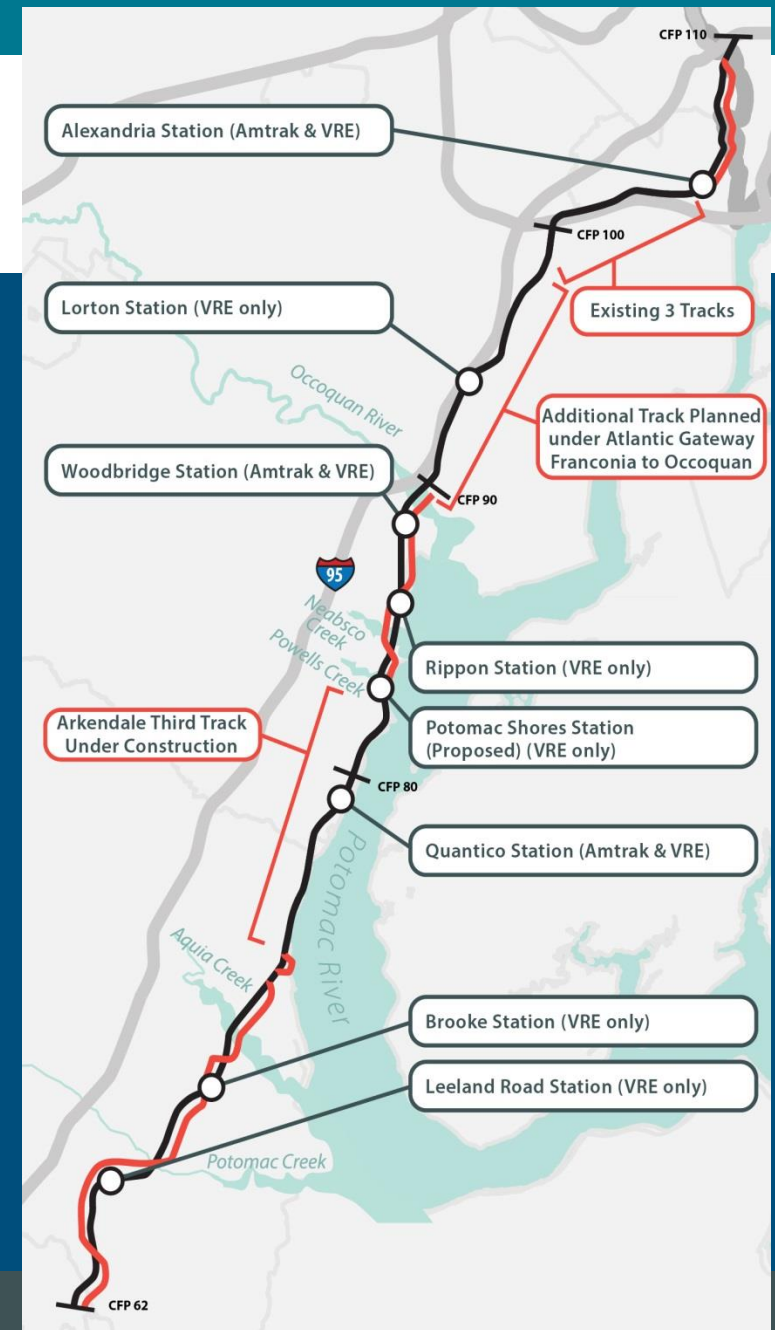 CFP 110
Alexandria Station (Amtrak & VRE)
CFP 100
Existing 3 Tracks
Lorton Station (VRE only)
Occoquan River
Additional Track Planned
under Atlantic Gateway
Franconia to Occoquan
Woodbridge Station (Amtrak & VRE)
CFP 90
95
Neabsco
Creek
Powells Creek
Rippon Station (VRE only)
Potomac Shores Station
(Proposed) (VRE only)
Arkendale Third Track
Under Construction
CFP 80
Quantico Station (Amtrak & VRE)
Potomac River
Aquia Creek
Brooke Station (VRE only)
Leeland Road Station (VRE only)
Potomac Creek
CFP 62